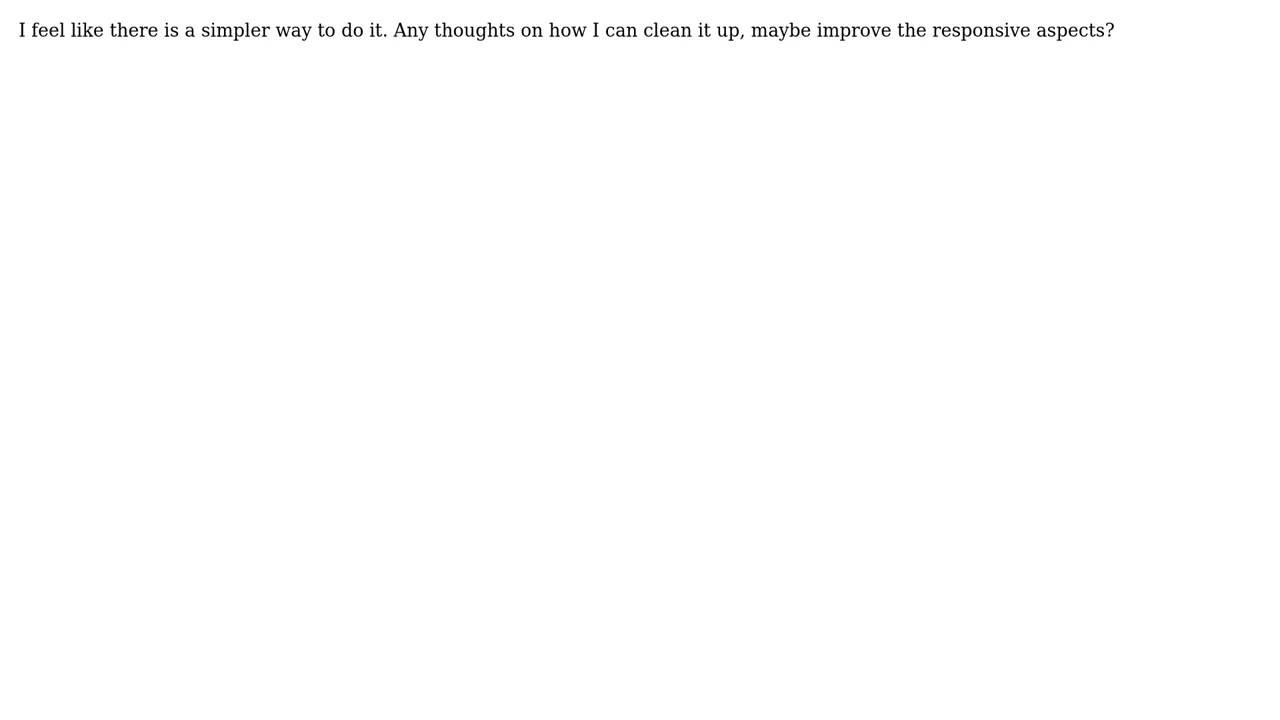 I feel like there is a simpler way to do it. Any thoughts on how I can clean it up, maybe improve the responsive aspects?